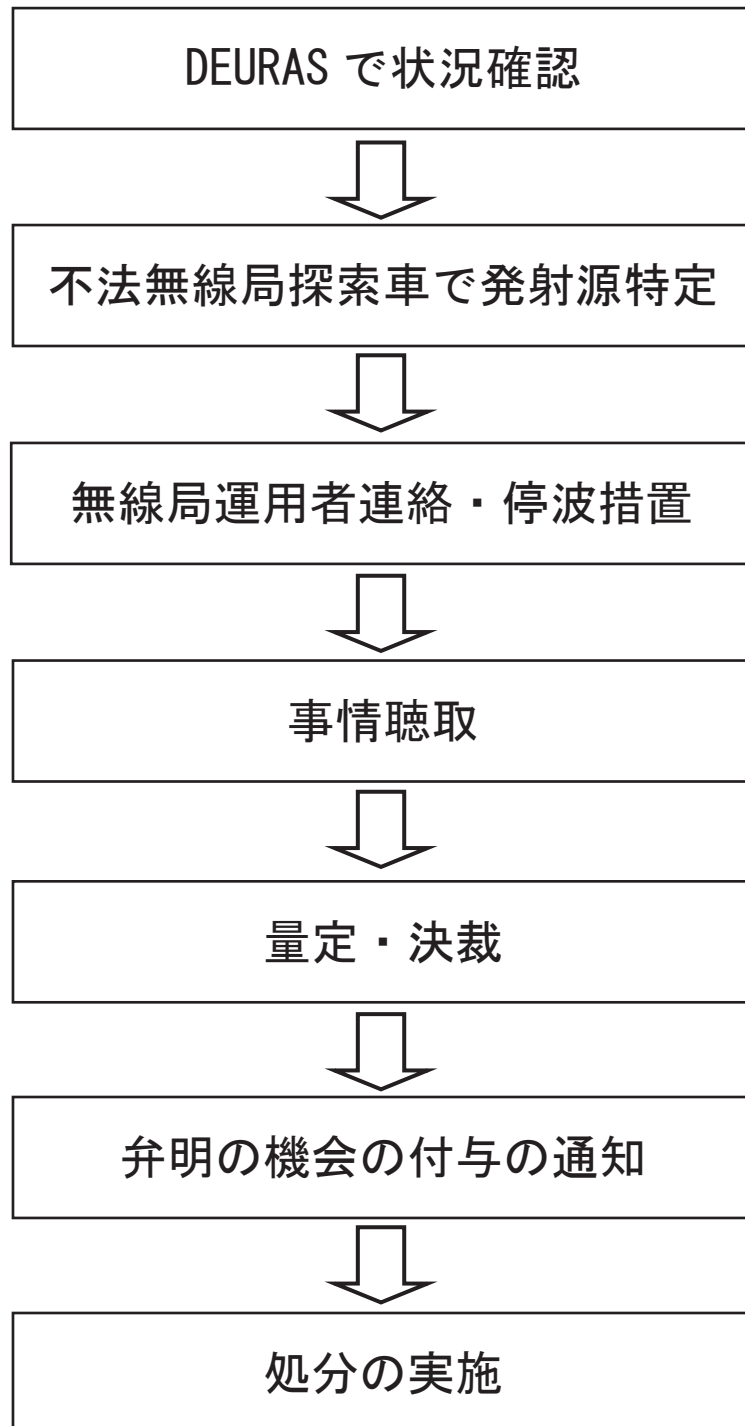 DEURAS で状況確認
不法無線局探索車で発射源特定
無線局運用者連絡・停波措置
事情聴取
量定・決裁
弁明の機会の付与の通知
処分の実施